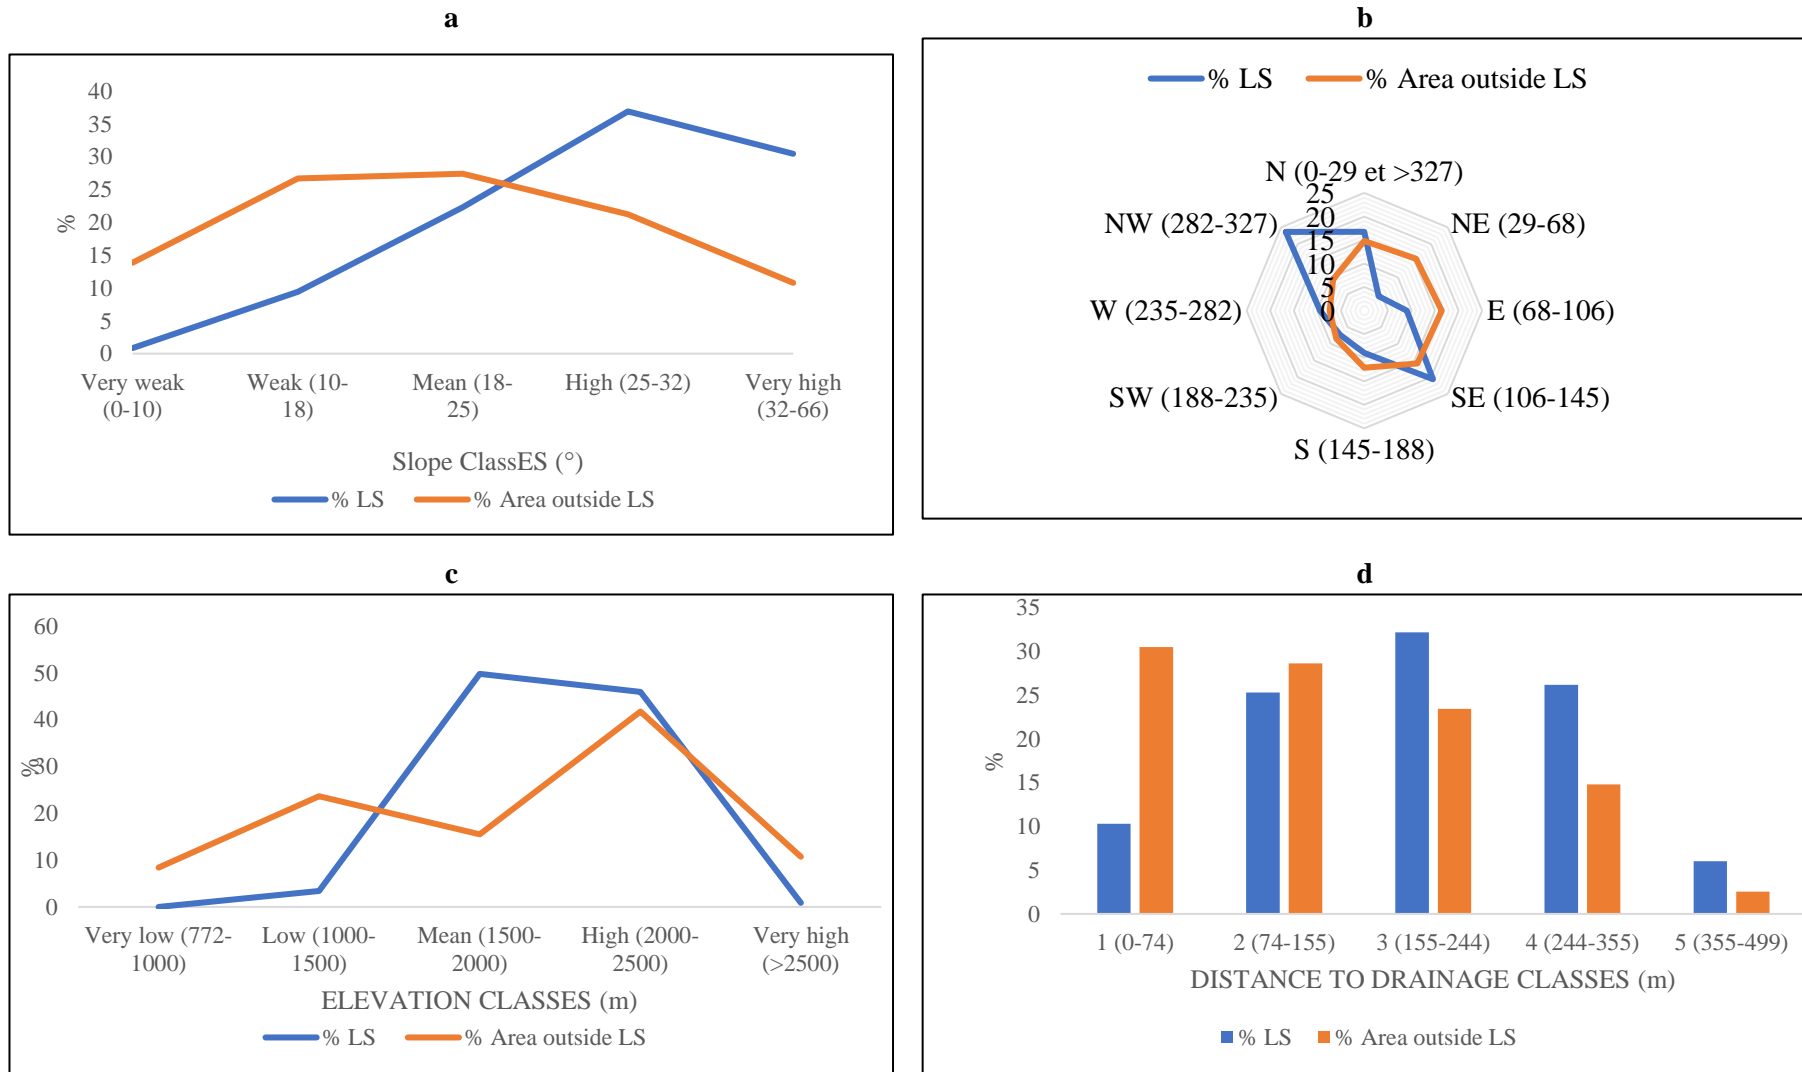 a
40
35
30
25
20
15
10
5
0
%
Very weak
(0-10)
Weak (10-
18)
Mean (18-
25)
High (25-32)
Very high
(32-66)
Slope ClassES (°)
% LS
% Area outside LS
b
% LS
% Area outside LS
N (0-29 et >327)
NE (29-68)
E (68-106)
SE (106-145)
S (145-188)
SW (188-235)
W (235-282)
NW (282-327)
25
20
15
10
5
0
c
60
50
40
30
20
10
0
%
Very low (772-
1000)
Low (1000-
1500)
Mean (1500-
2000)
High (2000-
2500)
Very high
(>2500)
ELEVATION CLASSES (m)
% LS
% Area outside LS
d
35
30
25
20
15
10
5
0
%
1 (0-74)
2 (74-155)
3 (155-244)
4 (244-355)
5 (355-499)
DISTANCE TO DRAINAGE CLASSES (m)
% LS
% Area outside LS